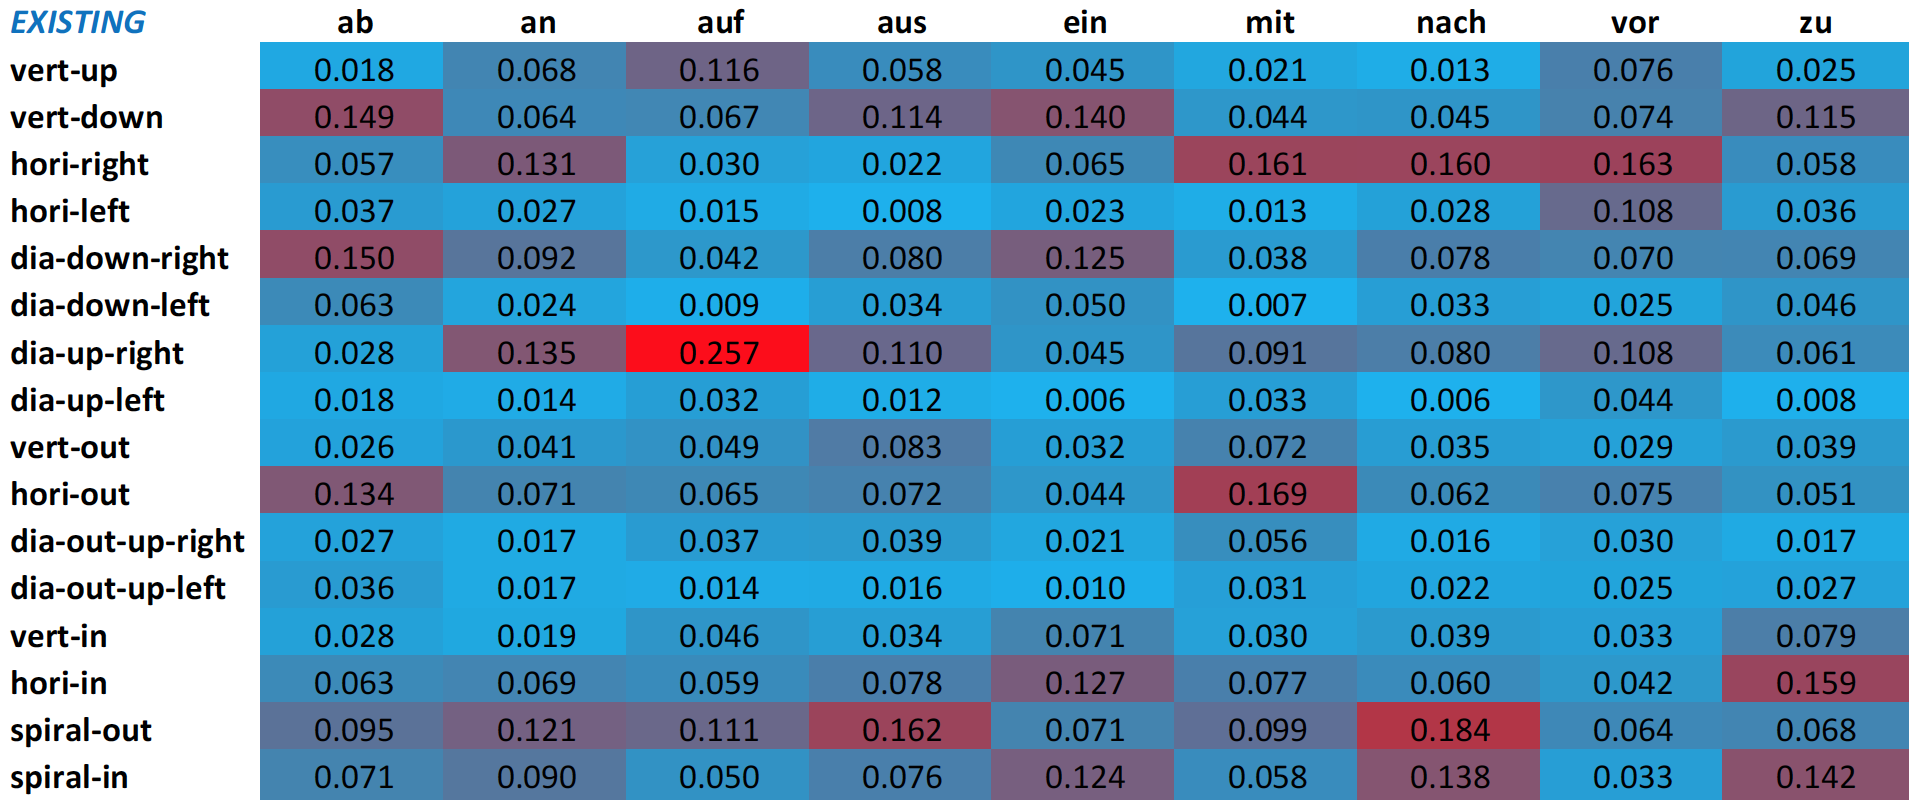 EXISTING ab an auf aus ein mit nach vor zu
vert-up 0.018 0.068 0.116 0.058 0.045 0.021 0.013 0.076 0.025
vert-down 0.149 0.064 0.067 0.114 0.140 0.044 0.045 0.074 0.115
hori-right 0.057 0.131 0.030 0.022 0.065 0.161 0.160 0.163 0.058
hori-left 0.037 0.027 0.015 0.008 0.023 0.013 0.028 0.108 0.036
dia-down-right 0.150 0.092 0.042 0.080 0.125 0.038 0.078 0.070 0.069
dia-down-left 0.063 0.024 0.009 0.034 0.050 0.007 0.033 0.025 0.046
dia-up-right 0.028 0.135 0.257 0.110 0.045 0.091 0.080 0.108 0.061
dia-up-left 0.018 0.014 0.032 0.012 0.006 0.033 0.006 0.044 0.008
vert-out 0.026 0.041 0.049 0.083 0.032 0.072 0.035 0.029 0.039
hori-out 0.134 0.071 0.065 0.072 0.044 0.169 0.062 0.075 0.051
dia-out-up-right 0.027 0.017 0.037 0.039 0.021 0.056 0.016 0.030 0.017
dia-out-up-left 0.036 0.017 0.014 0.016 0.010 0.031 0.022 0.025 0.027
vert-in 0.028 0.019 0.046 0.034 0.071 0.030 0.039 0.033 0.079
hori-in 0.063 0.069 0.059 0.078 0.127 0.077 0.060 0.042 0.159
spiral-out 0.095 0.121 0.111 0.162 0.071 0.099 0.184 0.064 0.068
spiral-in 0.071 0.090 0.050 0.076 0.124 0.058 0.138 0.033 0.142